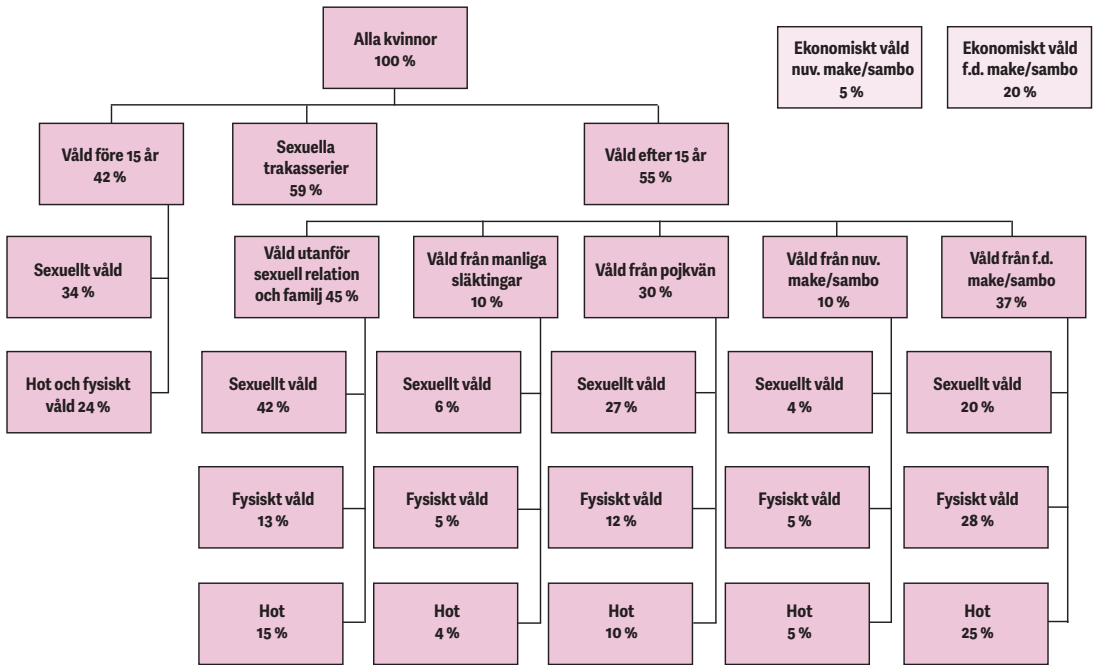 Alla kvinnor
100 %
Ekonomiskt våld
nuv. make/sambo
5 %
Ekonomiskt våld
f.d. make/sambo
20 %
Våld före 15 år
42 %
Sexuella
trakasserier
59 %
Våld efter 15 år
55 %
Sexuellt våld
34 %
Hot och fysiskt
våld 24 %
Våld utanför
sexuell relation
och familj 45 %
Våld från manliga
släktingar
10 %
Våld från pojkvän
30 %
Våld från nuv.
make/sambo
10 %
Våld från f.d.
make/sambo
37 %
Sexuellt våld
42 %
Sexuellt våld
6 %
Sexuellt våld
27 %
Sexuellt våld
4 %
Sexuellt våld
20 %
Fysiskt våld
13 %
Fysiskt våld
5 %
Fysiskt våld
12 %
Fysiskt våld
5 %
Fysiskt våld
28 %
Hot
15 %
Hot
4 %
Hot
10 %
Hot
5 %
Hot
25 %